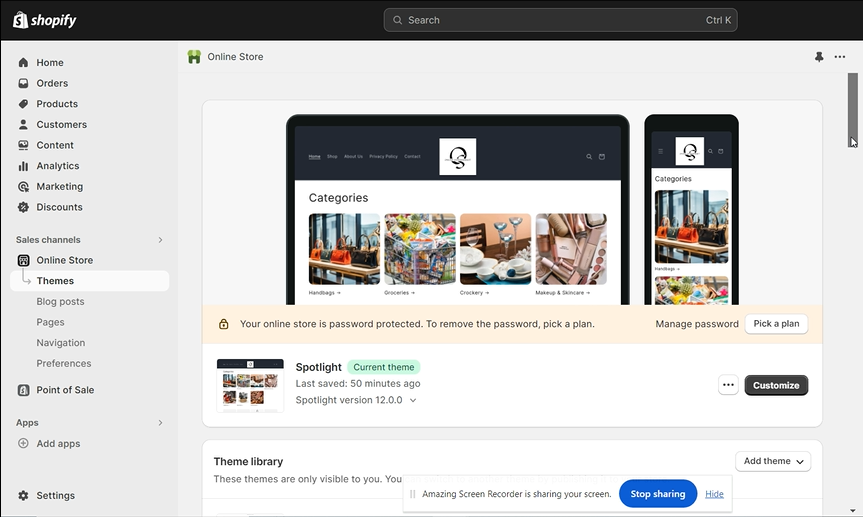 shopify
Search
Ctrl K
Home
Orders
Products
Customers
Content
Analytics
Marketing
Discounts
Sales channels
Online Store
Themes
Blog posts
Pages
Navigation
Preferences
Point of Sale
Apps
Add apps
Settings
Online Store
Home Shop About Us Privacy Policy Contact
Categories
Handbags →
Groceries →
Crockery →
Makeup & Skincare →
Categories
Handbags →
Your online store is password protected. To remove the password, pick a plan.
Manage password
Pick a plan
Spotlight
Current theme
Last saved: 50 minutes ago
Spotlight version 12.0.0
Customize
Theme library
Add theme
These themes are only visible to you. You
Amazing Screen Recorder is sharing your screen.
Stop sharing
Hide